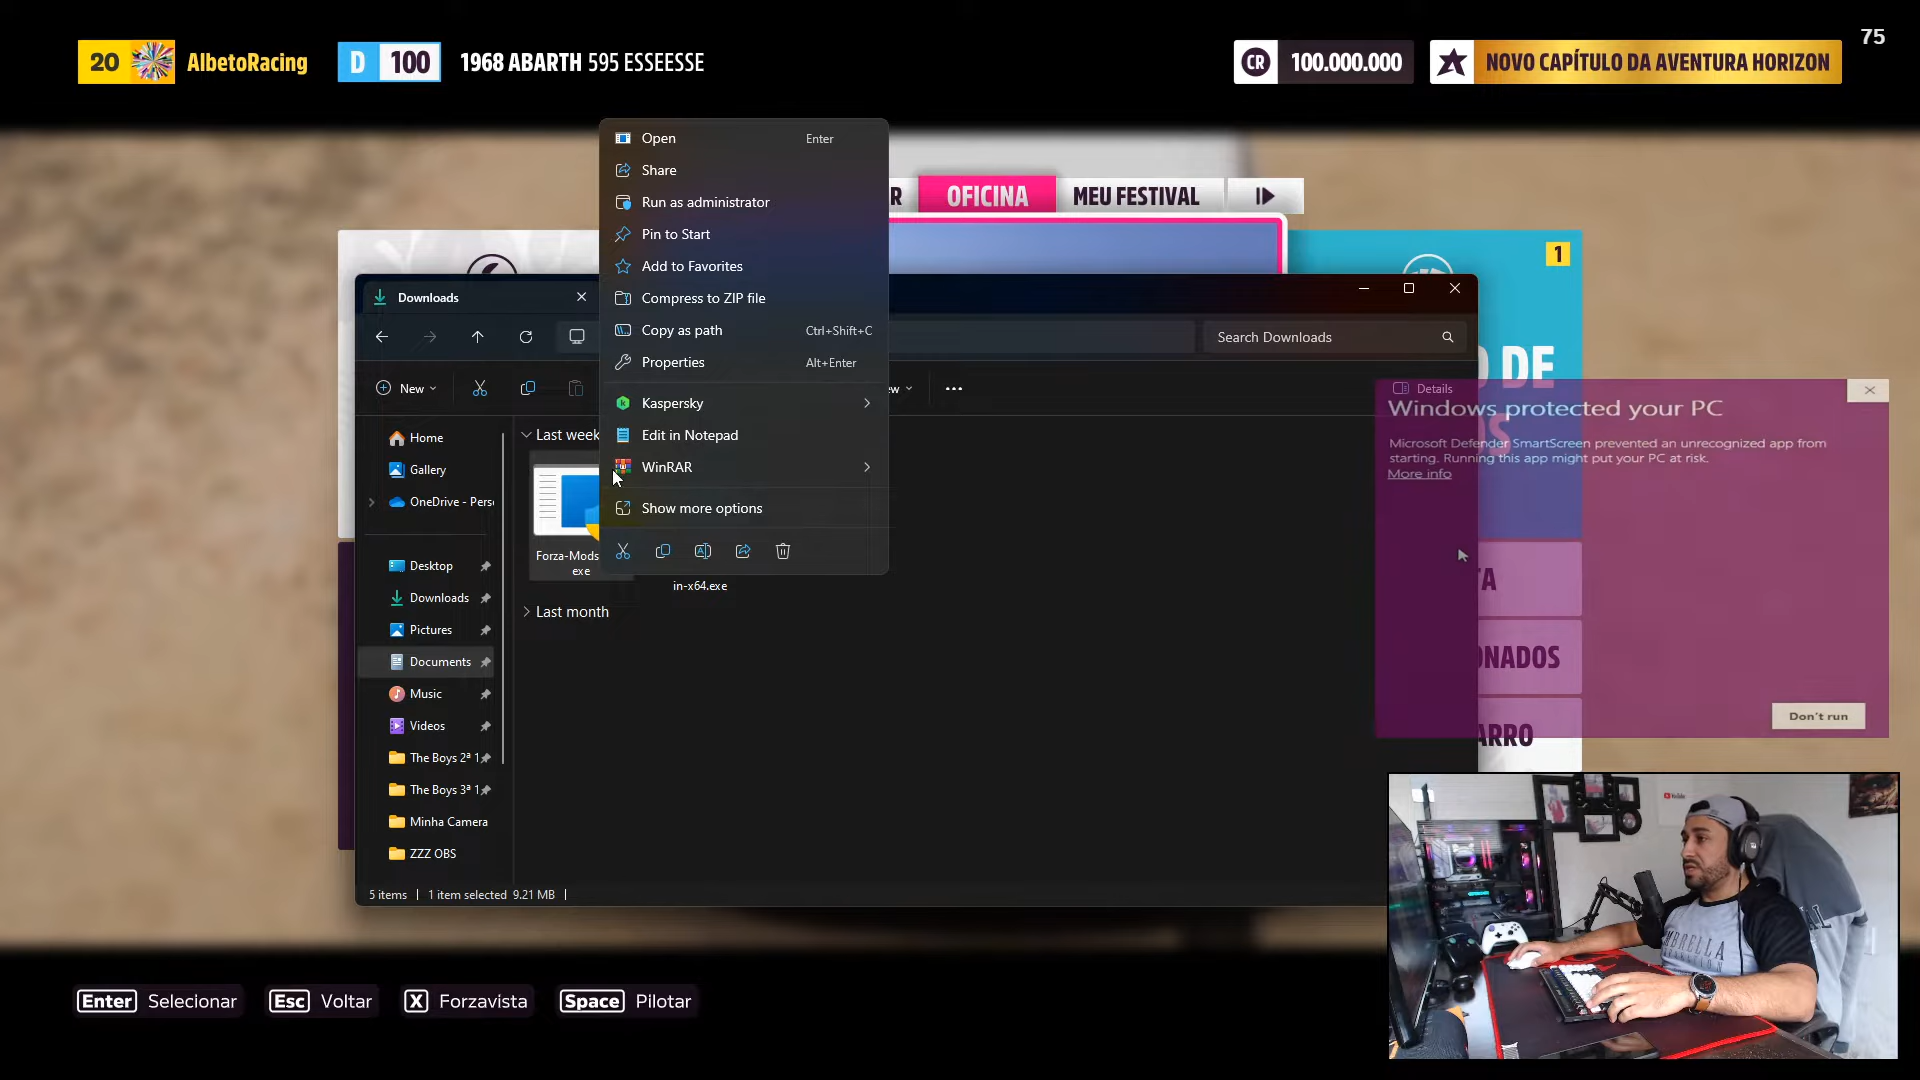 20 AlbetoRacing
D 100
1968 ABARTH 595 ESSEESSE
CR 100.000.000
NOVO CAPÍTULO DA AVENTURA HORIZON
75
Open Enter
Share
Run as administrator
Pin to Start
Add to Favorites
Compress to ZIP file
Copy as path Ctrl+Shift+C
Properties Alt+Enter
Kaspersky
Edit in Notepad
WinRAR
Show more options
R
OFICINA
MEU FESTIVAL
1
Downloads
Search Downloads
New
ew
Details
Home
Gallery
OneDrive - Pers
Desktop
Downloads
Pictures
Documents
Music
Videos
The Boys 2ª 1
The Boys 3ª 1
Minha Camera
ZZZ OBS
Last week
Forza-Mods
exe
in-x64.exe
Last month
5 items
1 item selected 9.21 MB
DE
OS
TA
ONADOS
ARRO
Windows protected your PC
Microsoft Defender SmartScreen prevented an unrecognized app from
starting. Running this app might put your PC at risk.
More info
Don't run
Enter Selecionar
Esc Voltar
X Forzavista
Space Pilotar